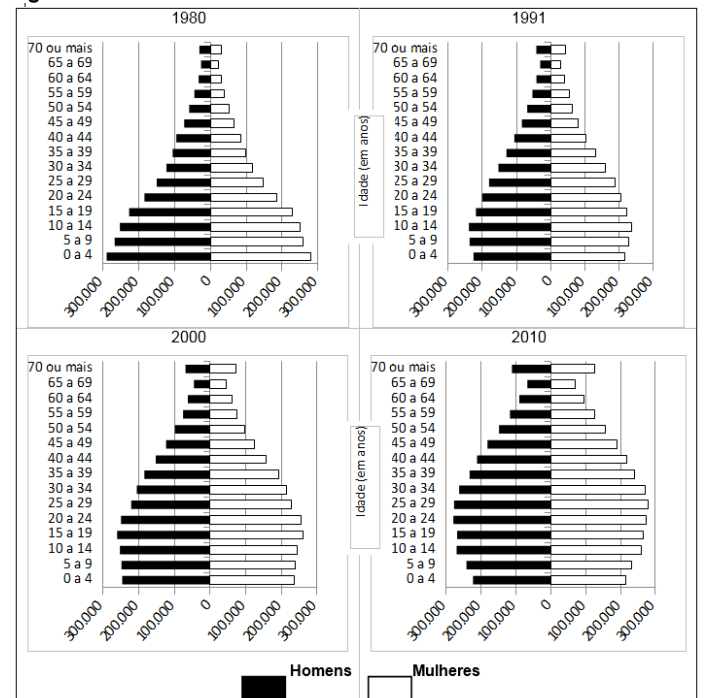 1980
70 ou mais
65 a 69
60 a 64
55 a 59
50 a 54
45 a 49
40 a 44
35 a 39
30 a 34
25 a 29
20 a 24
15 a 19
10 a 14
5 a 9
0 a 4
300.000
200.000
100.000
0
100.000
200.000
300.000
Idade (em anos)
1991
70 ou mais
65 a 69
60 a 64
55 a 59
50 a 54
45 a 49
40 a 44
35 a 39
30 a 34
25 a 29
20 a 24
15 a 19
10 a 14
5 a 9
0 a 4
300.000
200.000
100.000
0
100.000
200.000
300.000
2000
70 ou mais
65 a 69
60 a 64
55 a 59
50 a 54
45 a 49
40 a 44
35 a 39
30 a 34
25 a 29
20 a 24
15 a 19
10 a 14
5 a 9
0 a 4
300.000
200.000
100.000
0
100.000
200.000
300.000
Idade (em anos)
2010
70 ou mais
65 a 69
60 a 64
55 a 59
50 a 54
45 a 49
40 a 44
35 a 39
30 a 34
25 a 29
20 a 24
15 a 19
10 a 14
5 a 9
0 a 4
300.000
200.000
100.000
0
100.000
200.000
300.000
Homens
Mulheres